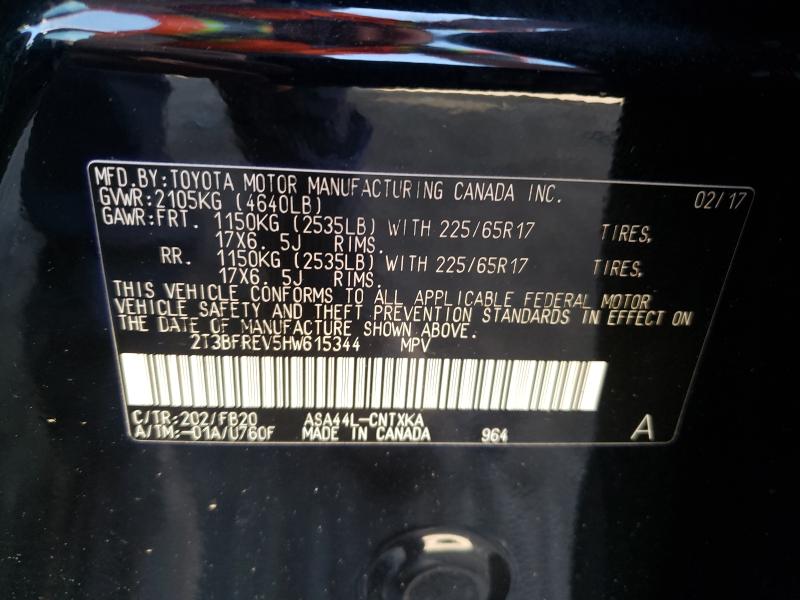 MFD.BY:TOYOTA MOTOR MANUFACTURING CANADA INC. 02/17
GVWR:2105KG (4640LB)
GAWR:FRT. 1150KG (2535LB) WITH 225/65R17 TIRES,
17X6. 5J RIMS.
RR. 1150KG (2535LB) WITH 225/65R17 TIRES,
17X6. 5J RIMS.
THIS VEHICLE CONFORMS TO ALL APPLICABLE FEDERAL MOTOR
VEHICLE SAFETY AND THEFT PREVENTION STANDARDS IN EFFECT ON
THE DATE OF MANUFACTURE SHOWN ABOVE.
2T3BFREV5HW615344 MPV
C/TR:202/FB20 ASA44L-CNTXKA
A/TM:-01A/U760F MADE IN CANADA 964 A